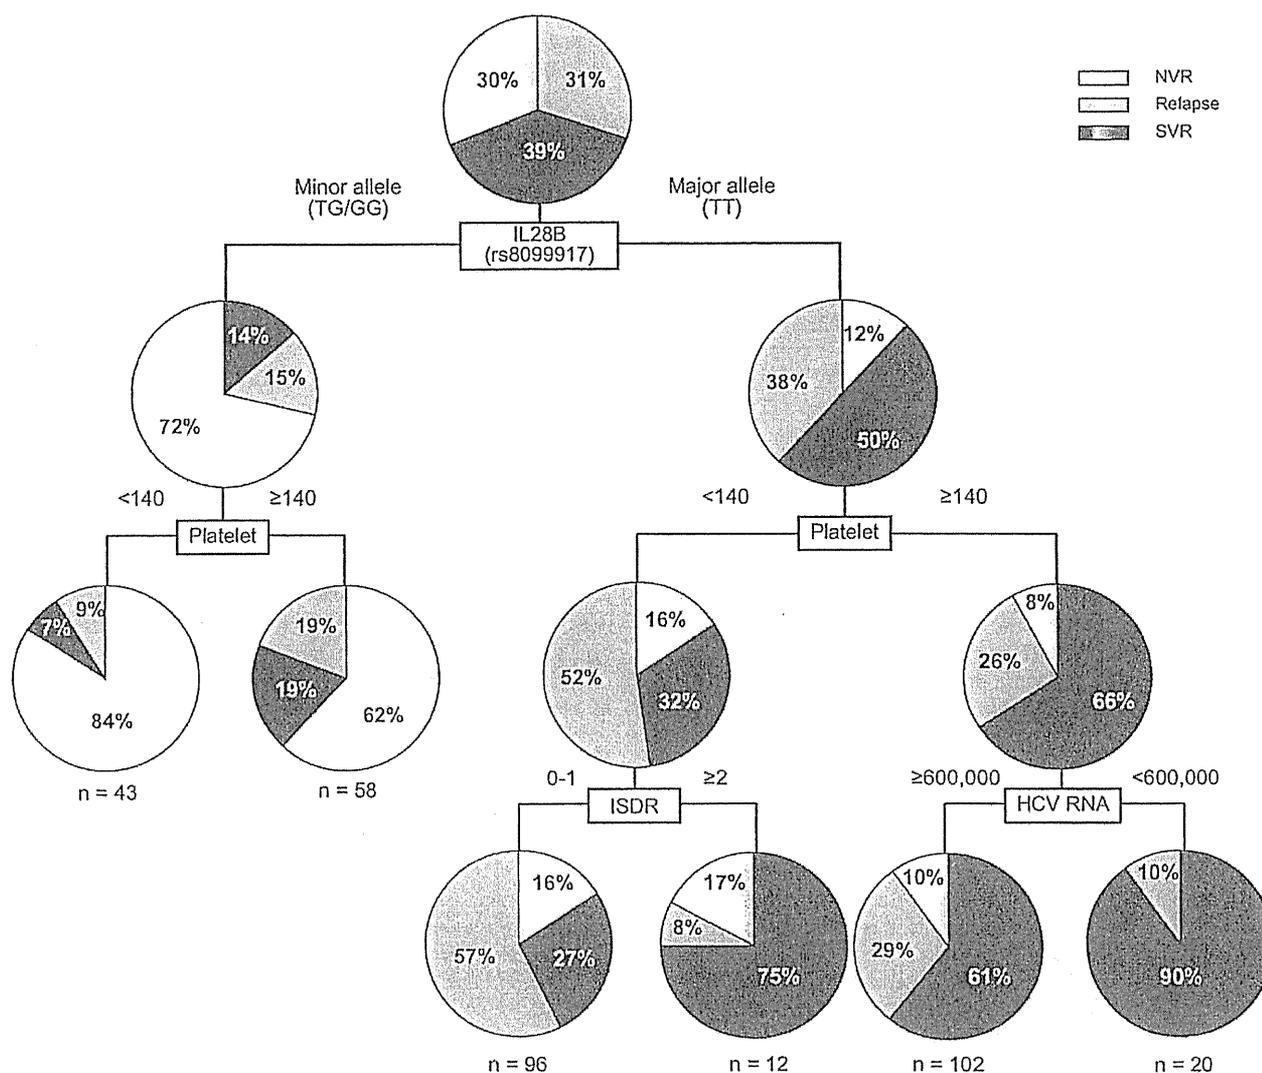 30%
31%
39%
NVR
Relapse
SVR
Minor allele
(TG/GG)
Major allele
(TT)
IL28B
(rs8099917)
14%
15%
72%
12%
38%
50%
<140
≥140
Platelet
<140
≥140
Platelet
9%
7%
84%
n = 43
19%
19%
62%
n = 58
16%
52%
32%
8%
26%
66%
0-1
≥2
ISDR
≥600,000
<600,000
HCV RNA
16%
57%
27%
n = 96
17%
8%
75%
n = 12
10%
29%
61%
n = 102
10%
90%
n = 20